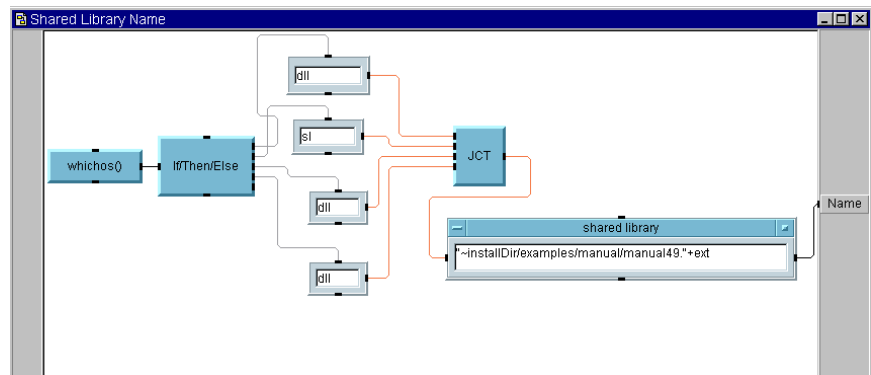 Shared Library Name
dll
sl
whichos()
If/Then/Else
JCT
dll
Name
shared library
"~installDir/examples/manual/manual49."+ext
dll